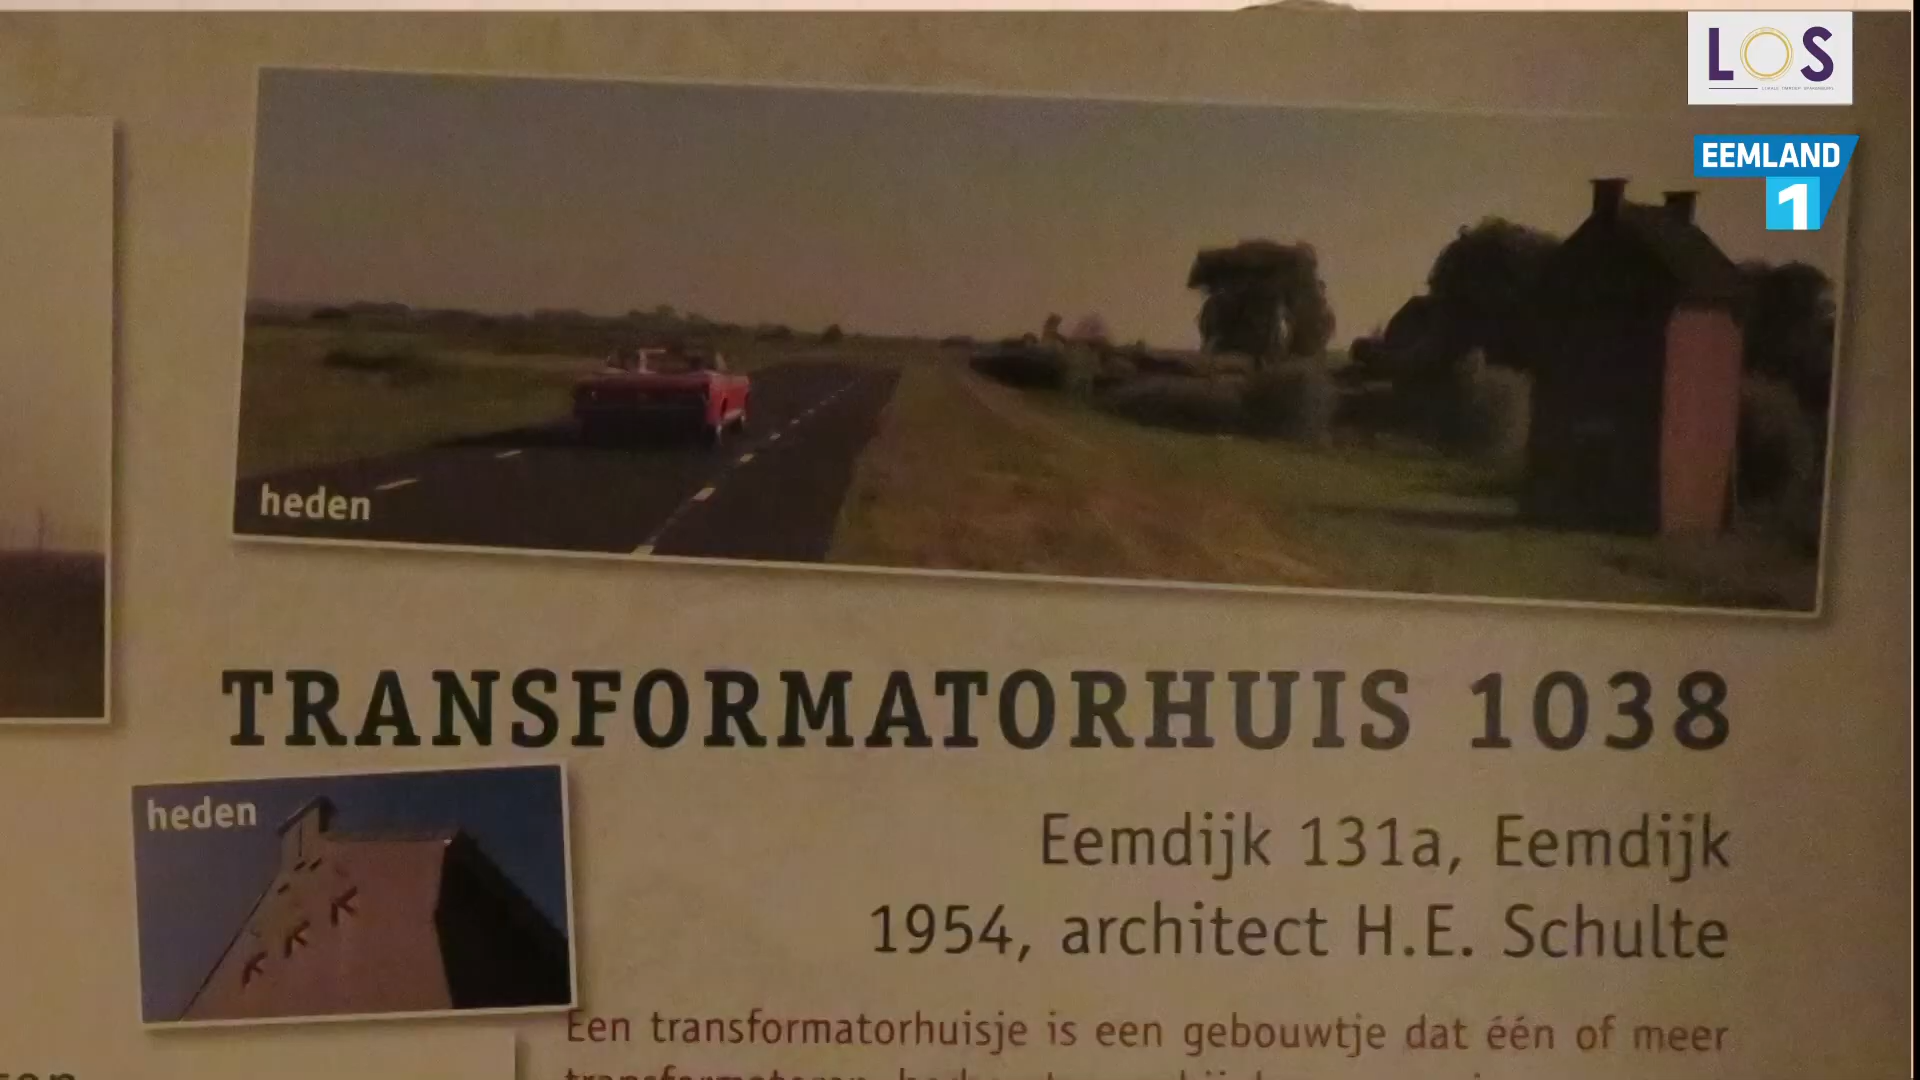 LOS
EEMLAND
1
heden
TRANSFORMATORHUIS 1038
heden
Eemdijk 131a, Eemdijk
1954, architect H.E. Schulte
Een transformatorhuisje is een gebouwtje dat één of meer